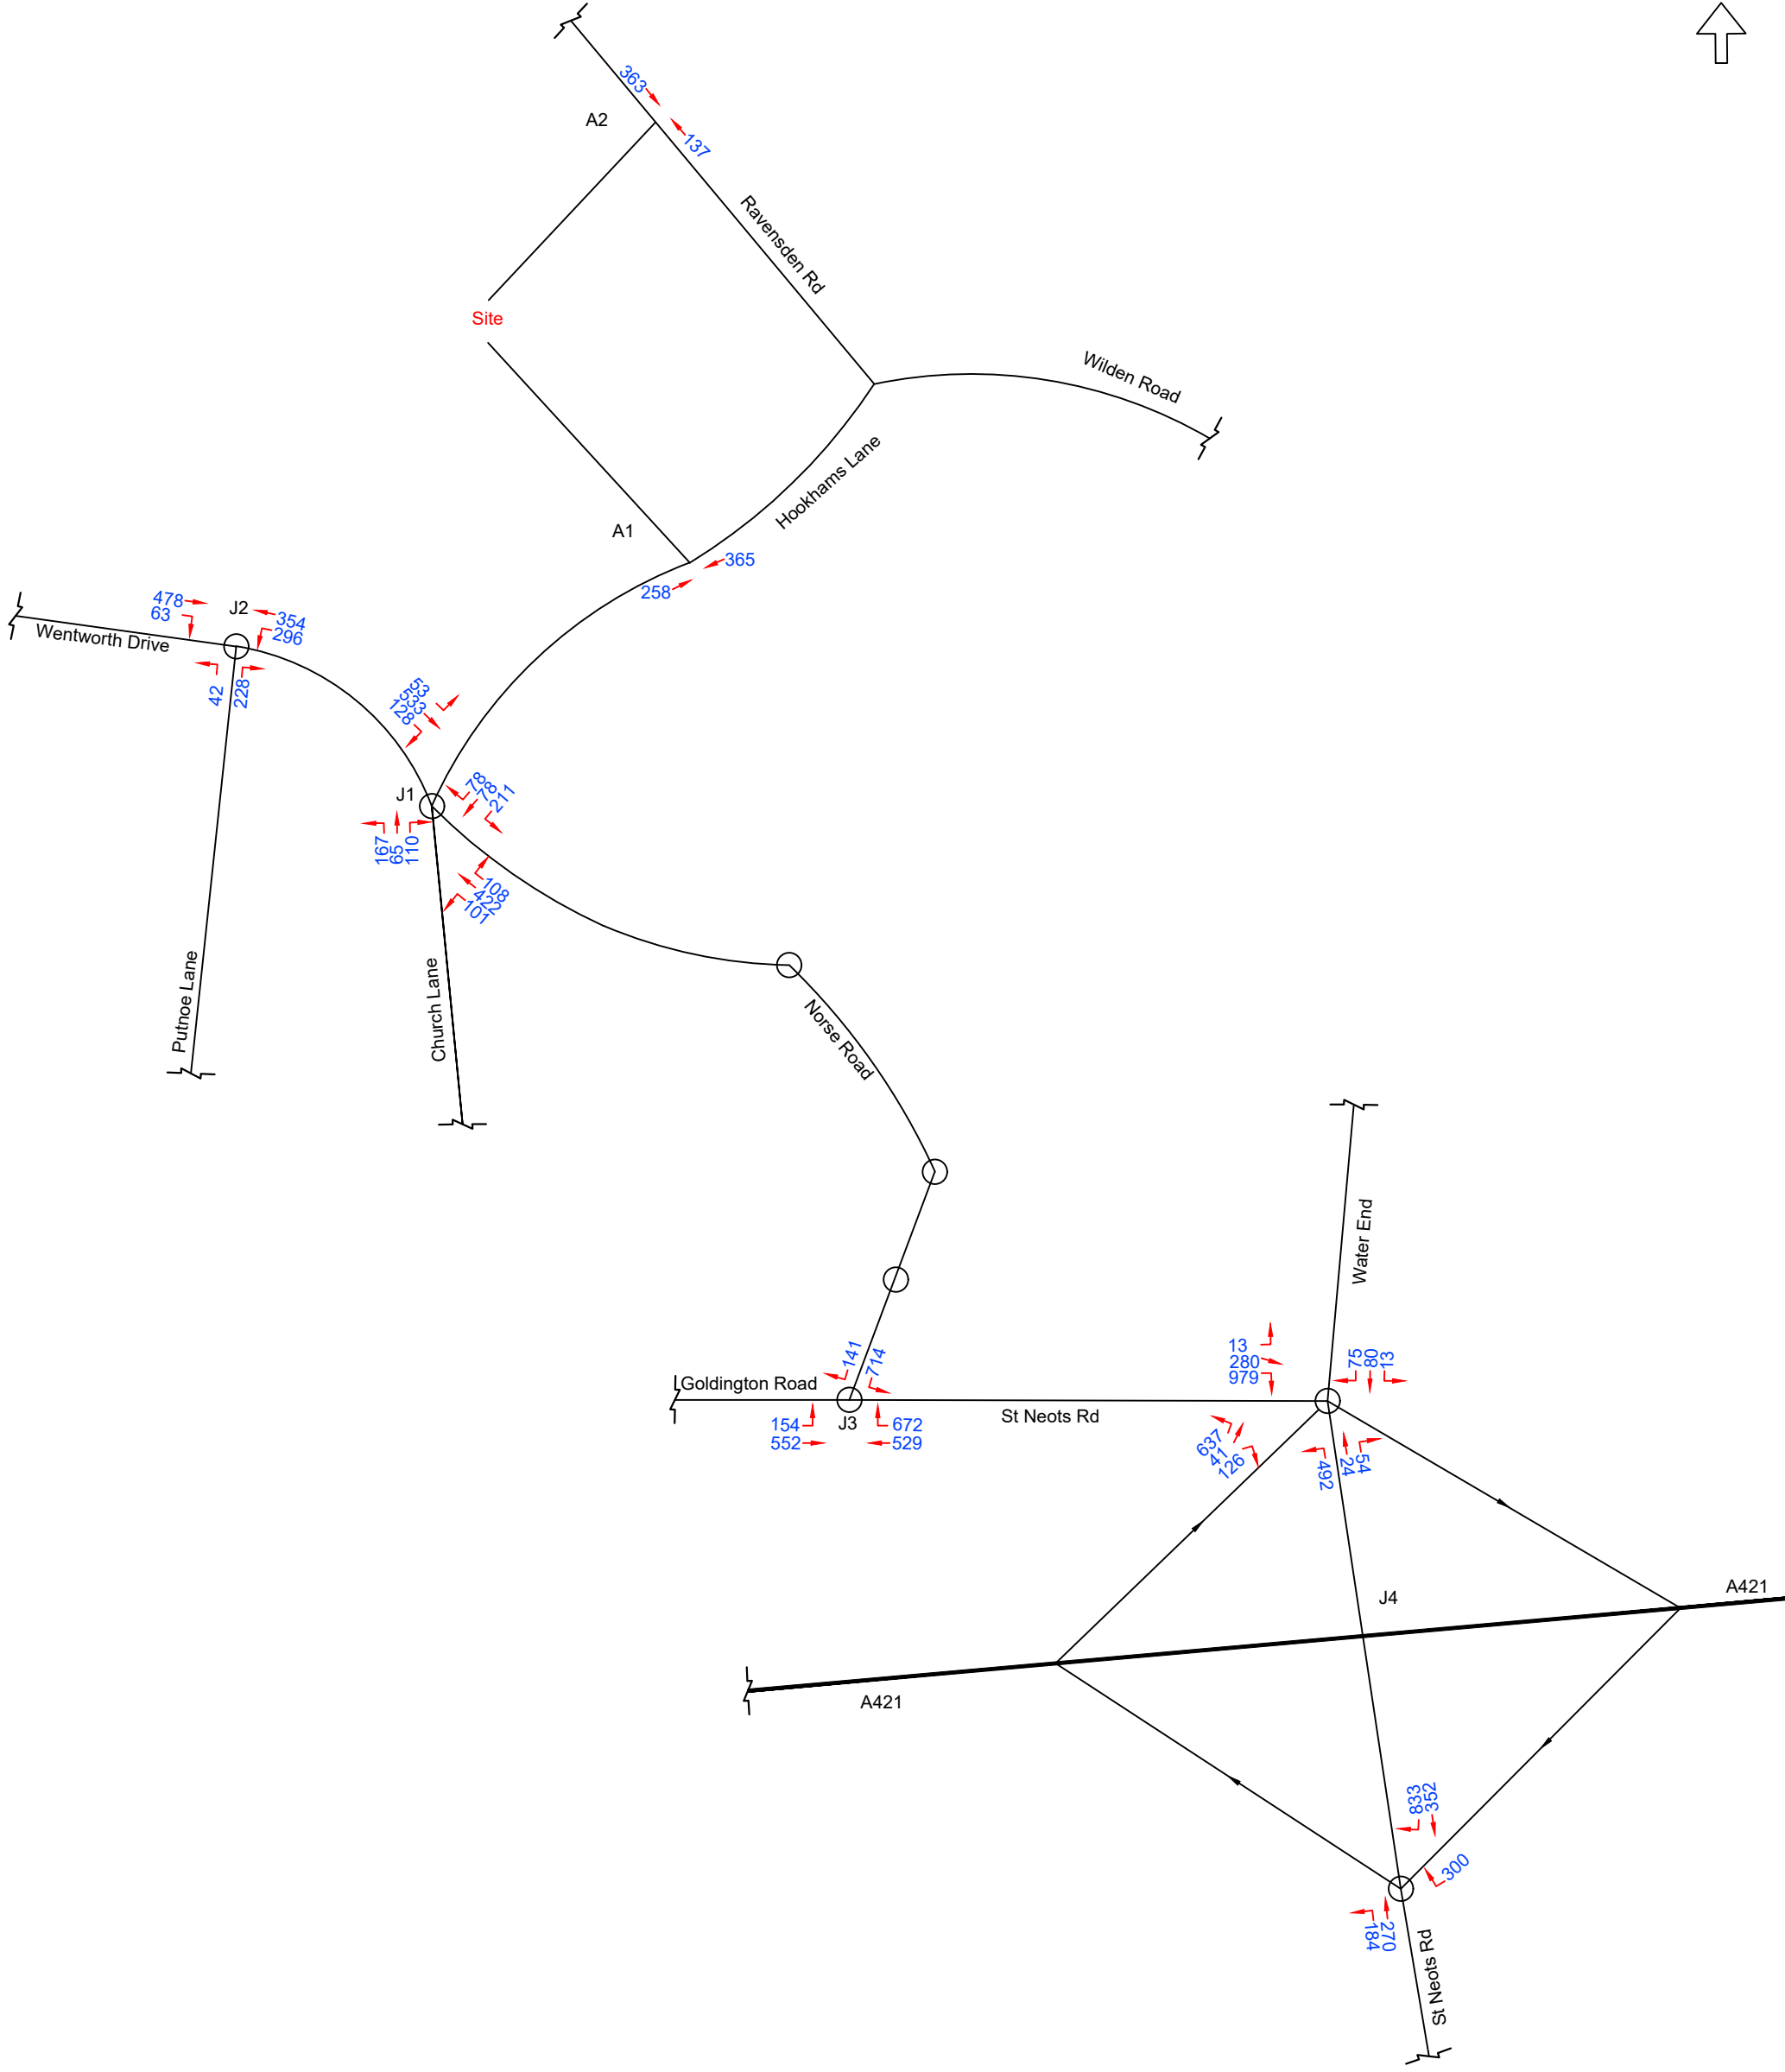 363
A2
137
Ravensden Rd
Site
Wilden Road
Hookhams Lane
A1
365
258
478
63
J2
354
296
Wentworth Drive
42
228
53
533
128
J1
78
78
211
167
65
110
108
422
101
Putnoe Lane
Church Lane
Norse Road
Water End
141
714
Goldington Road
J3
St Neots Rd
154
552
672
529
13
280
979
75
80
13
637
41
126
492
24
54
J4
A421
A421
833
352
300
184
270
St Neots Rd